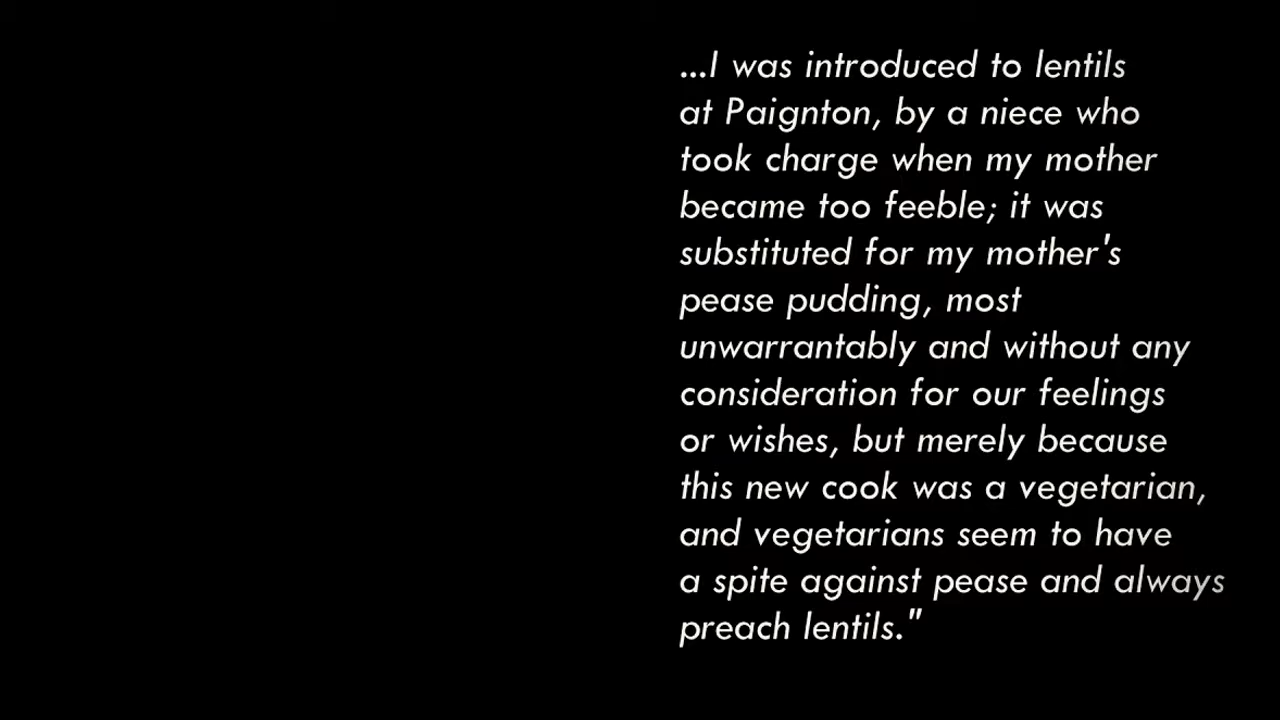 ...I was introduced to lentils
at Paignton, by a niece who
took charge when my mother
became too feeble; it was
substituted for my mother's
pease pudding, most
unwarrantably and without any
consideration for our feelings
or wishes, but merely because
this new cook was a vegetarian,
and vegetarians seem to have
a spite against pease and always
preach lentils."